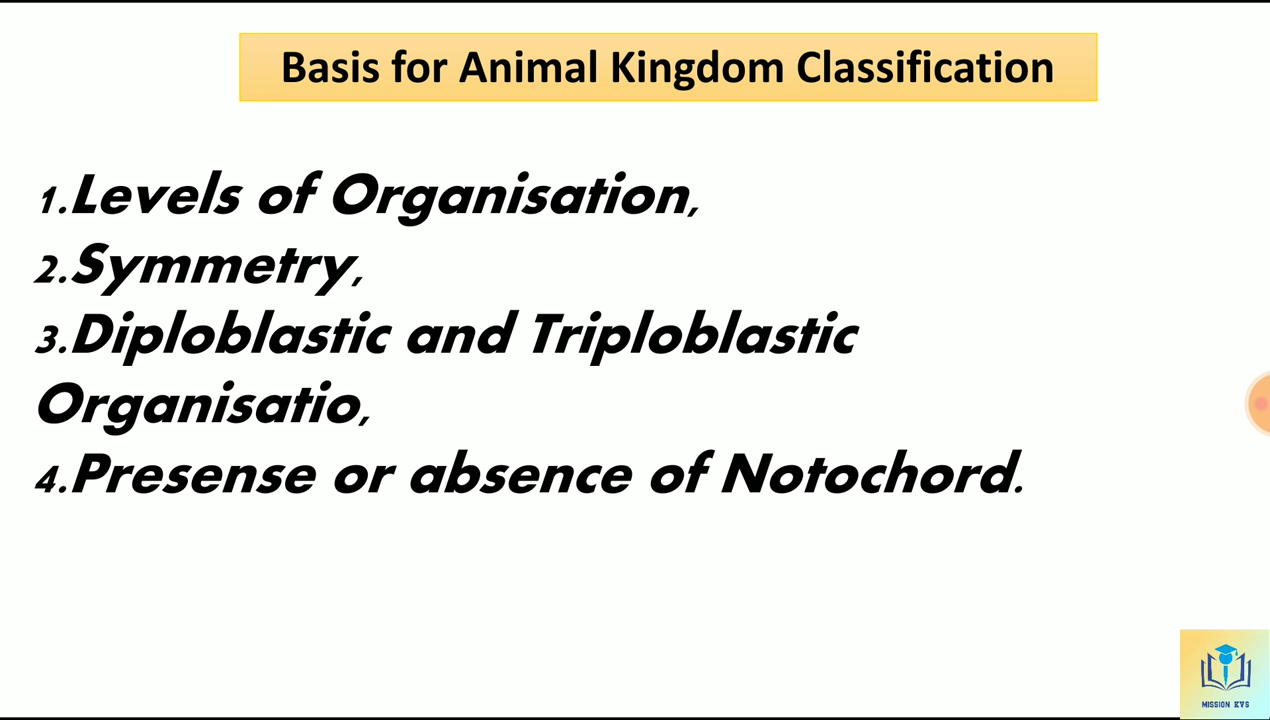 Basis for Animal Kingdom Classification
1.Levels of Organisation,
2.Symmetry,
3.Diploblastic and Triploblastic
Organisatio,
4.Presense or absence of Notochord.
MISSION KVS